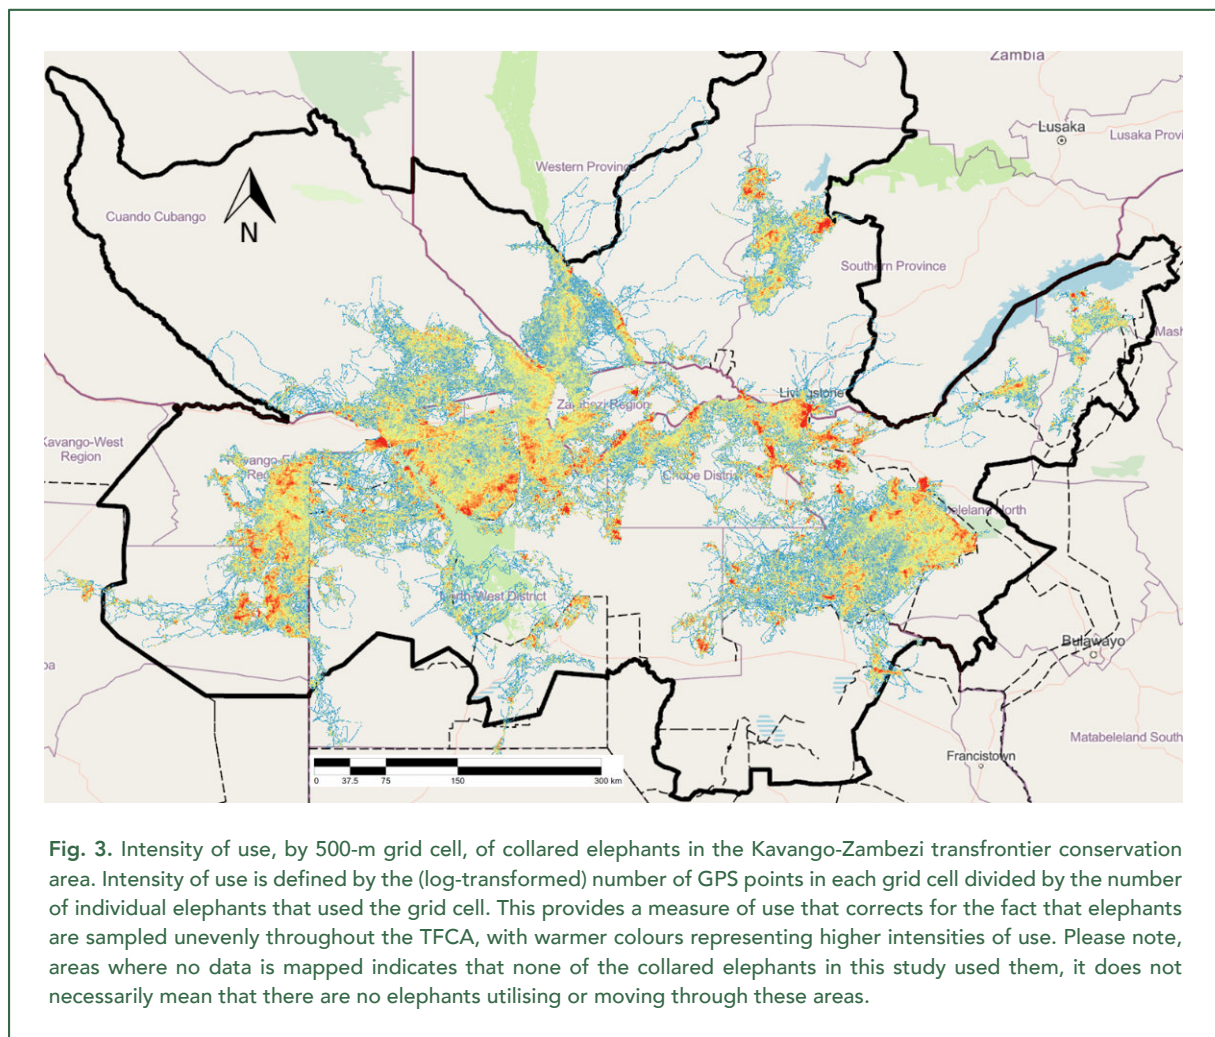 Zambia
Lusaka
Lusaka Provi
Western Province
Cuando Cubango
N
Southern Province
Mash
Livingstone
Zambezi Region
Kavango-West
Region
Chobe District
North-West District
Bulawayo
Matabeleland South
Francistown
0 37.5 75 150 300 km
Fig. 3. Intensity of use, by 500-m grid cell, of collared elephants in the Kavango-Zambezi transfrontier conservation
area. Intensity of use is defined by the (log-transformed) number of GPS points in each grid cell divided by the number
of individual elephants that used the grid cell. This provides a measure of use that corrects for the fact that elephants
are sampled unevenly throughout the TFCA, with warmer colours representing higher intensities of use. Please note,
areas where no data is mapped indicates that none of the collared elephants in this study used them, it does not
necessarily mean that there are no elephants utilising or moving through these areas.